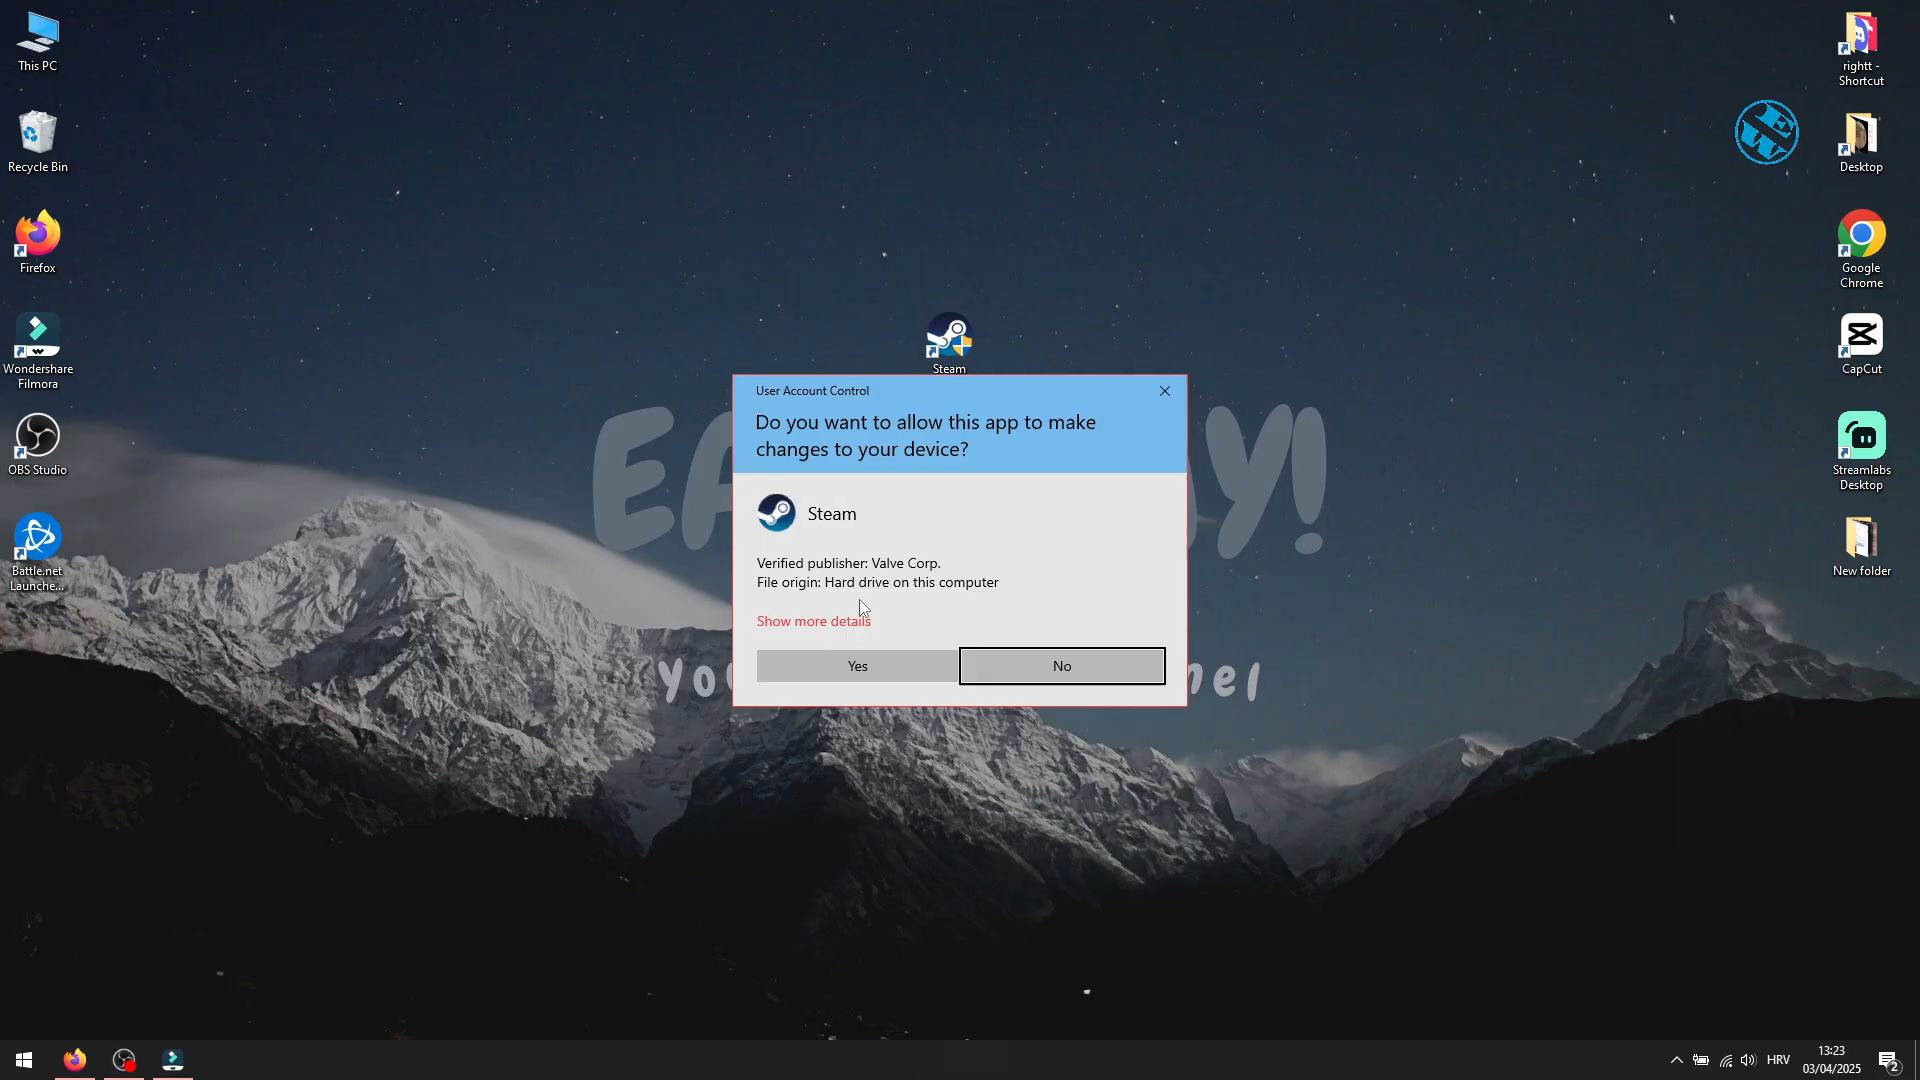 This PC
Recycle Bin
Firefox
Wondershare
Filmora
OBS Studio
Battle.net
Launche...
Steam
User Account Control
Do you want to allow this app to make
changes to your device?
Steam
Verified publisher: Valve Corp.
File origin: Hard drive on this computer
Show more details
Yes
No
rightt -
Shortcut
EW
Desktop
Google
Chrome
CapCut
Streamlabs
Desktop
New folder
HRV
13:23
03/04/2025
2